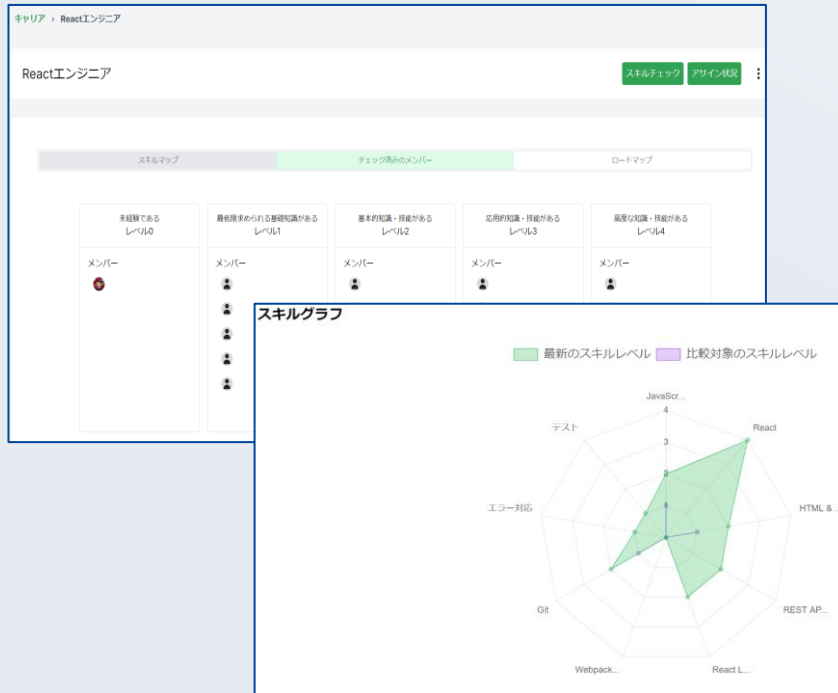 キャリア › Reactエンジニア
Reactエンジニア
スキルチェック
アサイン状況
スキルマップ
チェック済みのメンバー
ロードマップ
未経験である
レベル0
メンバー
最低限求められる基礎知識がある
レベル1
メンバー
基本的知識・技能がある
レベル2
メンバー
応用的知識・技能がある
レベル3
メンバー
高度な知識・技能がある
レベル4
メンバー
スキルグラフ
最新のスキルレベル
比較対象のスキルレベル
JavaScr...
4
3
2
1
0
React
HTML & ...
REST AP...
React L...
Webpack...
Git
エラー対応
テスト